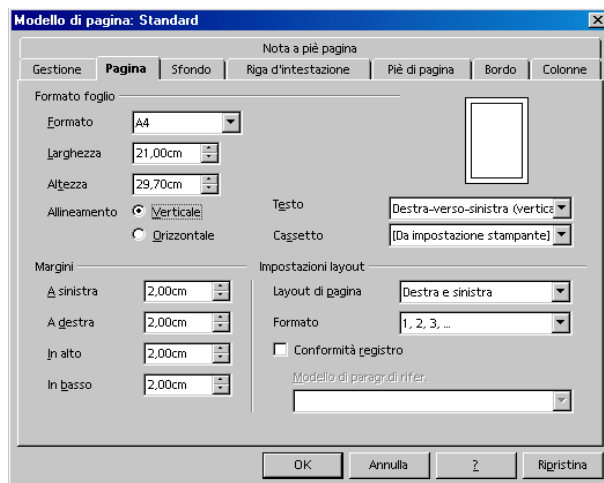 Modello di pagina: Standard
Nota a piè pagina
Gestione Pagina Sfondo Riga d'intestazione Piè di pagina Bordo Colonne
Formato foglio
Formato A4
Larghezza 21,00cm
Altezza 29,70cm
Testo Destra-verso-sinistra (vertica
Allineamento Verticale
Orizzontale
Cassetto [Da impostazione stampante]
Margini
Impostazioni layout
A sinistra 2,00cm
Layout di pagina Destra e sinistra
A destra 2,00cm
Formato 1, 2, 3, ...
In alto 2,00cm
Conformità registro
In basso 2,00cm
Modello di paragr.di rifer.
OK Annulla ? Ripristina